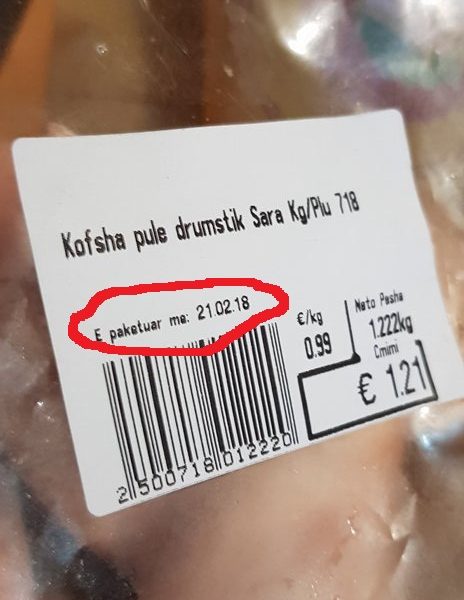 Kofsha pule drumstik Sara Kg/Plu 718
E paketuar me: 21.02.18
€/kg
0.99
Neto Pesha
1.222kg
Cmimi
€ 1.21
2500718012220